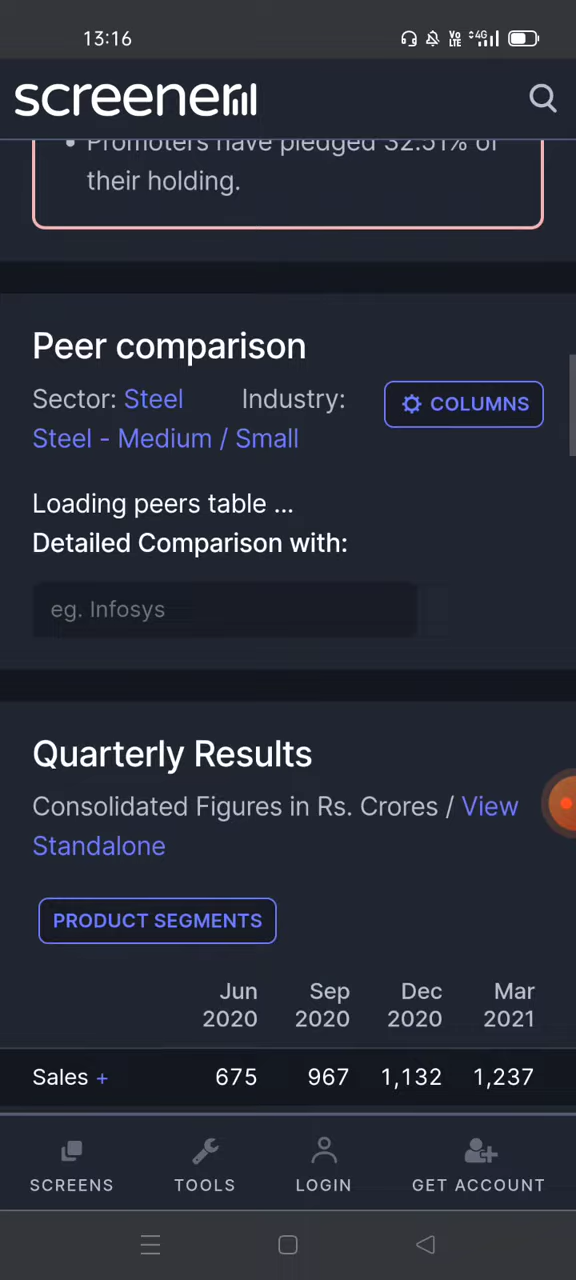 13:16
VoLTE 4G
screener
Promoters have pledged 32.51% of
their holding.
Peer comparison
Sector: Steel Industry:
Steel - Medium / Small
COLUMNS
Loading peers table ...
Detailed Comparison with:
eg. Infosys
Quarterly Results
Consolidated Figures in Rs. Crores / View
Standalone
PRODUCT SEGMENTS
Jun Sep Dec Mar
2020 2020 2020 2021
Sales + 675 967 1,132 1,237
SCREENS TOOLS LOGIN GET ACCOUNT